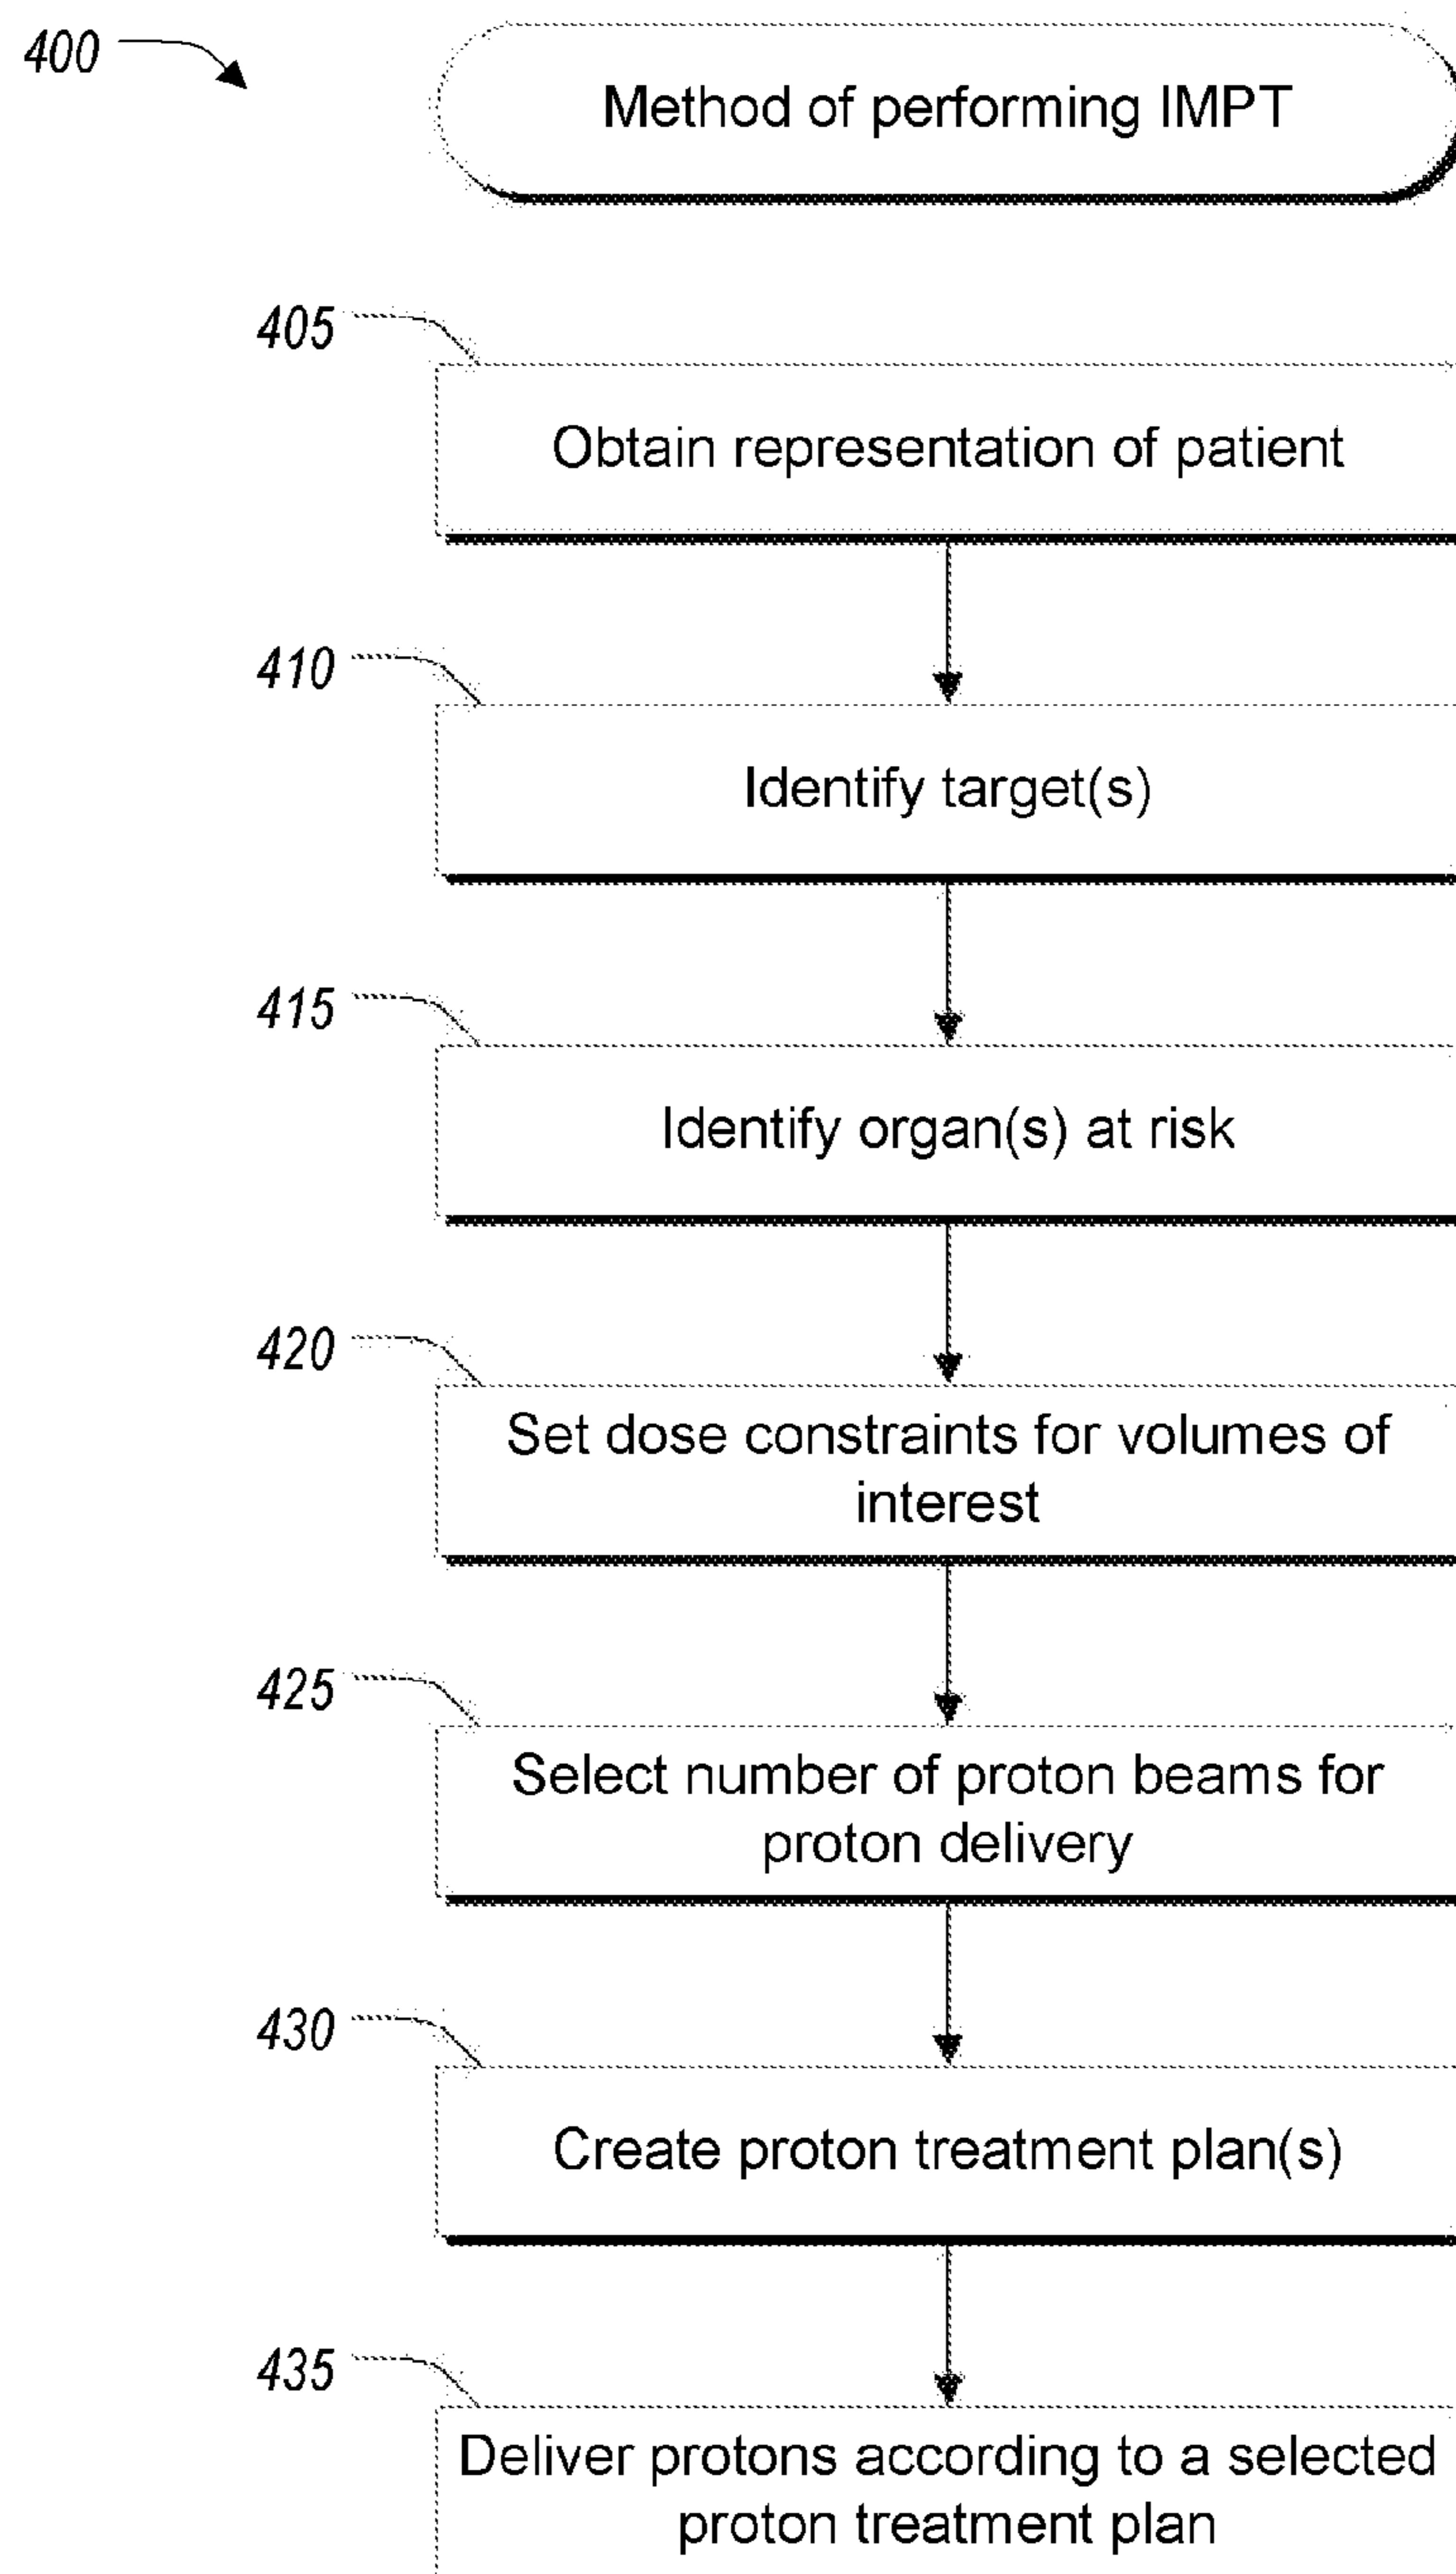 400
Method of performing IMPT
405
Obtain representation of patient
410
Identify target(s)
415
Identify organ(s) at risk
420
Set dose constraints for volumes of
interest
425
Select number of proton beams for
proton delivery
430
Create proton treatment plan(s)
435
Deliver protons according to a selected
proton treatment plan